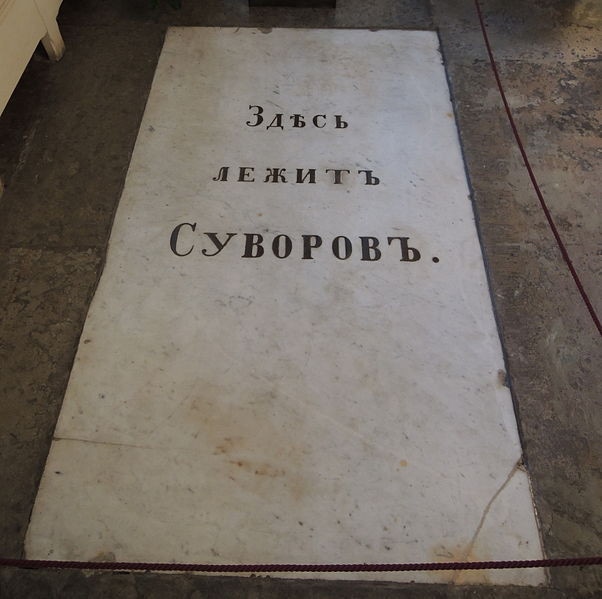 Здѣсь
лежитъ
Суворовъ.